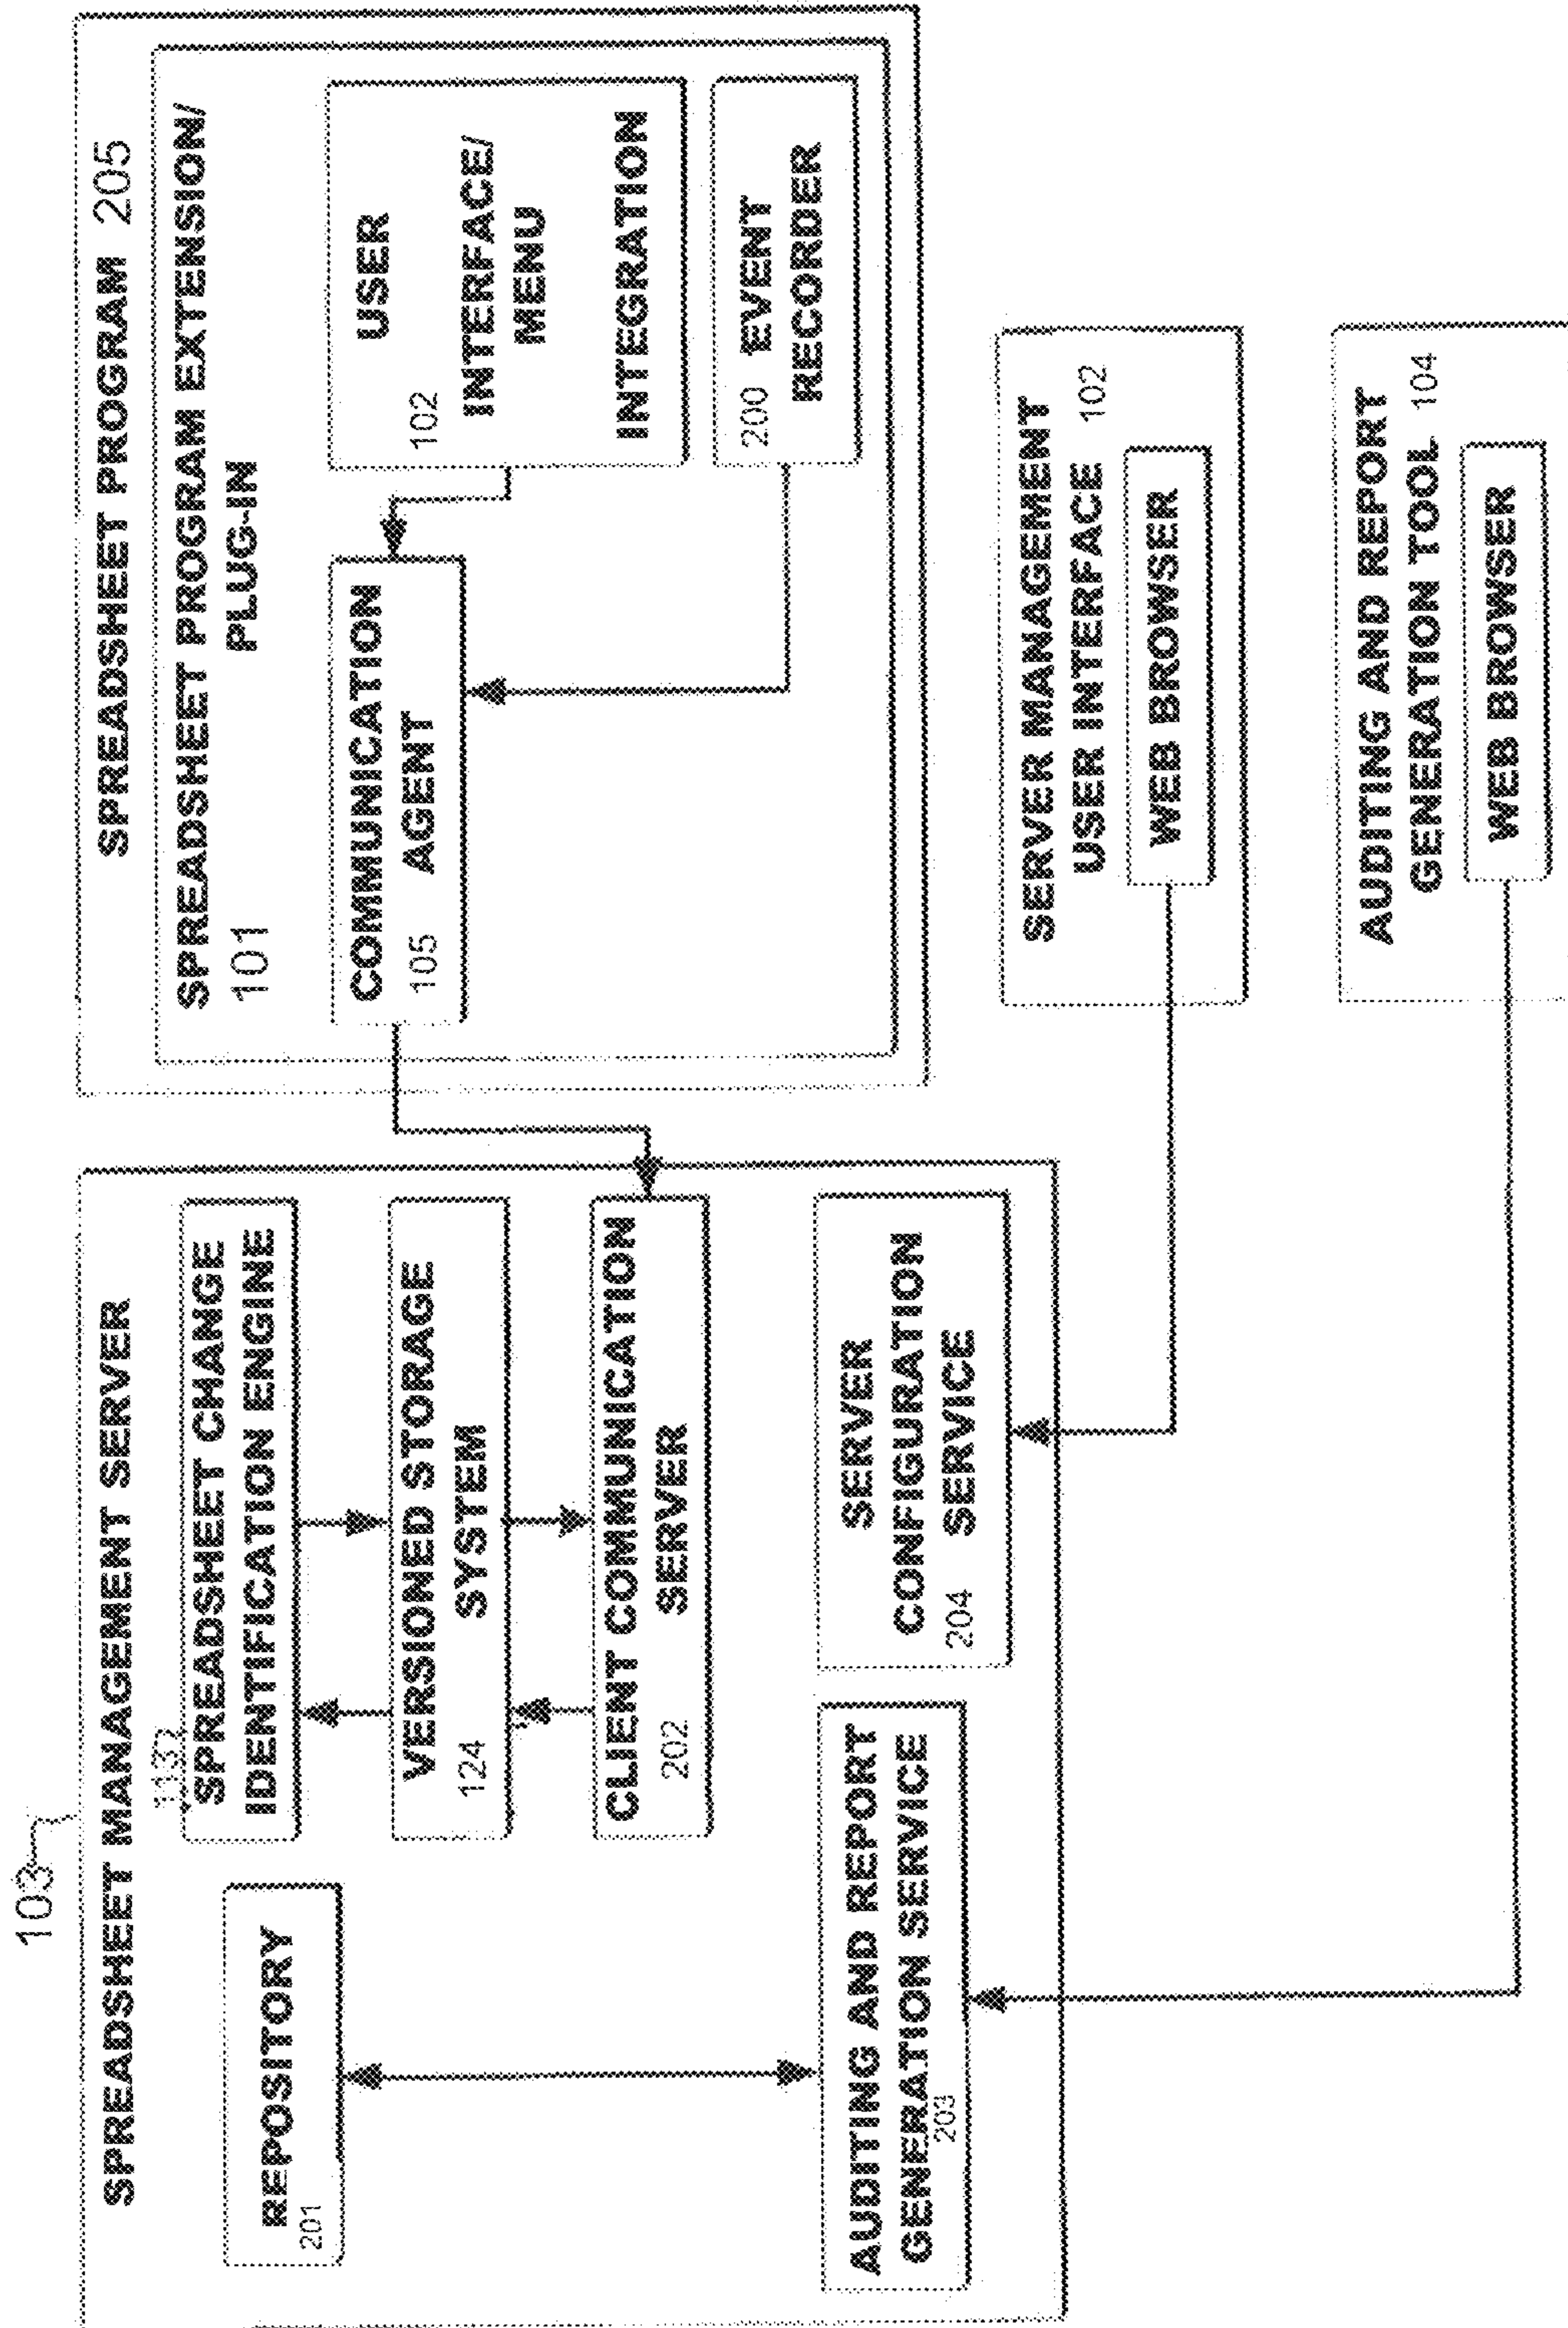 103
SPREADSHEET MANAGEMENT SERVER
REPOSITORY
201
1137
SPREADSHEET CHANGE
IDENTIFICATION ENGINE
VERSIONED STORAGE
124 SYSTEM
CLIENT COMMUNICATION
202 SERVER
AUDITING AND REPORT
GENERATION SERVICE
203
SERVER
CONFIGURATION
204 SERVICE
SPREADSHEET PROGRAM 205
SPREADSHEET PROGRAM EXTENSION/
101 PLUG-IN
COMMUNICATION
105 AGENT
USER
102
INTERFACE/
MENU
INTEGRATION
200 EVENT
RECORDER
SERVER MANAGEMENT
USER INTERFACE 102
WEB BROWSER
AUDITING AND REPORT
GENERATION TOOL 104
WEB BROWSER